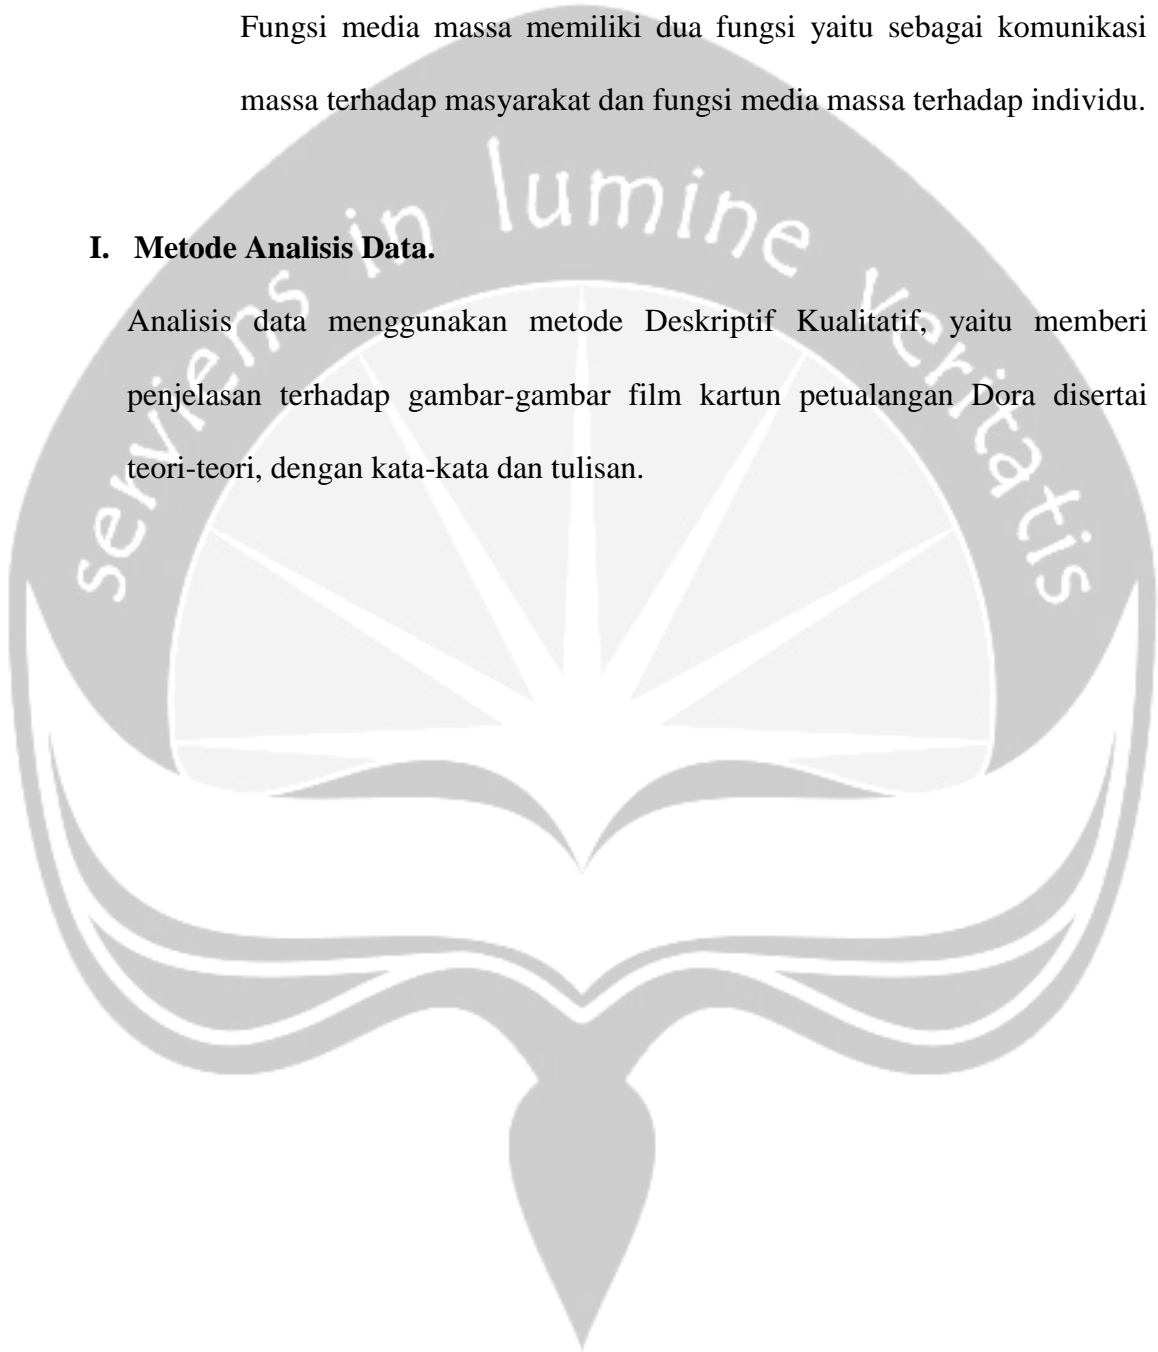 Fungsi media massa memiliki dua fungsi yaitu sebagai komunikasi
massa terhadap masyarakat dan fungsi media massa terhadap individu.
serviens in lumine veritatis
I. Metode Analisis Data.
Analisis data menggunakan metode Deskriptif Kualitatif, yaitu memberi
penjelasan terhadap gambar-gambar film kartun petualangan Dora disertai
teori-teori, dengan kata-kata dan tulisan.